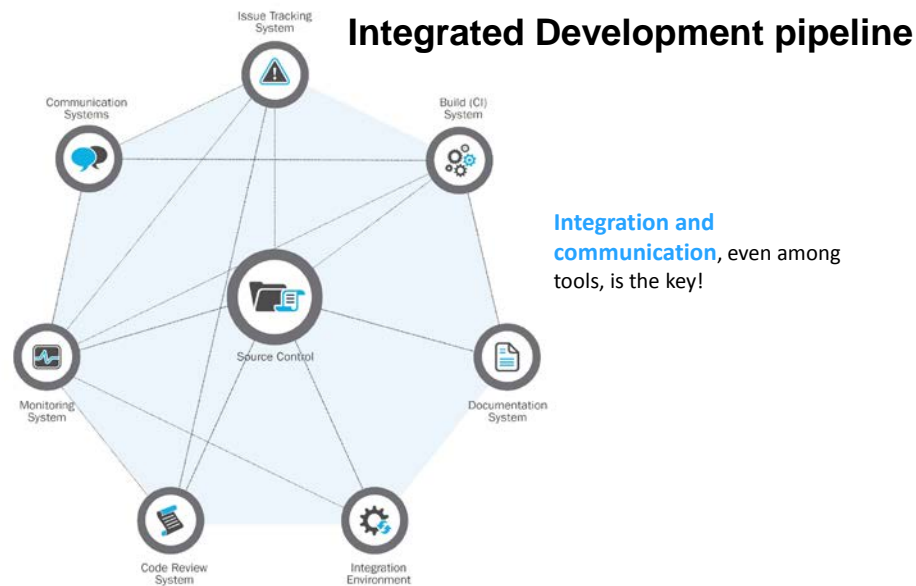 Integrated Development pipeline
Issue Tracking
System
Communication
Systems
Build (CI)
System
Integration and
communication, even among
tools, is the key!
Source Control
Monitoring
System
Documentation
System
Code Review
System
Integration
Environment